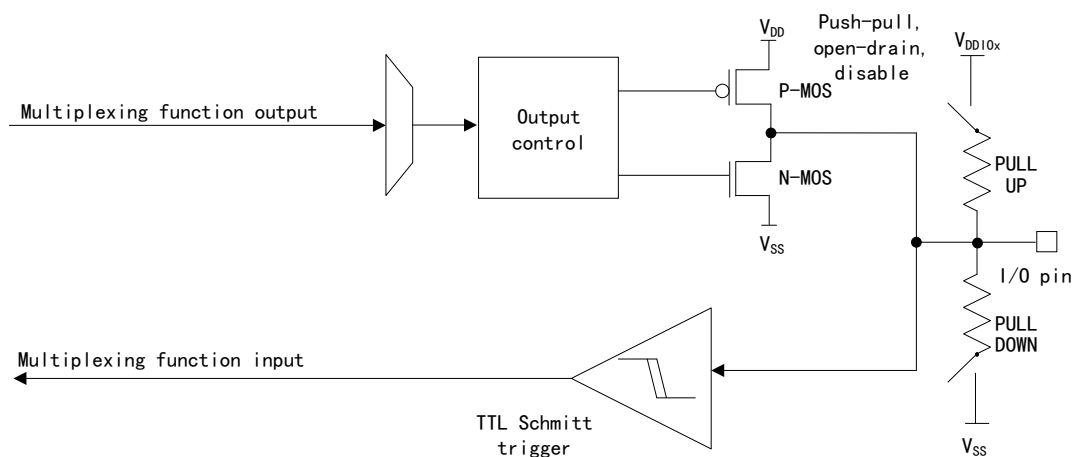 V_DD
Push-pull,
open-drain,
disable
V_DDIOx
Multiplexing function output
Output
control
P-MOS
N-MOS
V_SS
PULL
UP
I/O pin
PULL
DOWN
V_SS
Multiplexing function input
TTL Schmitt
trigger